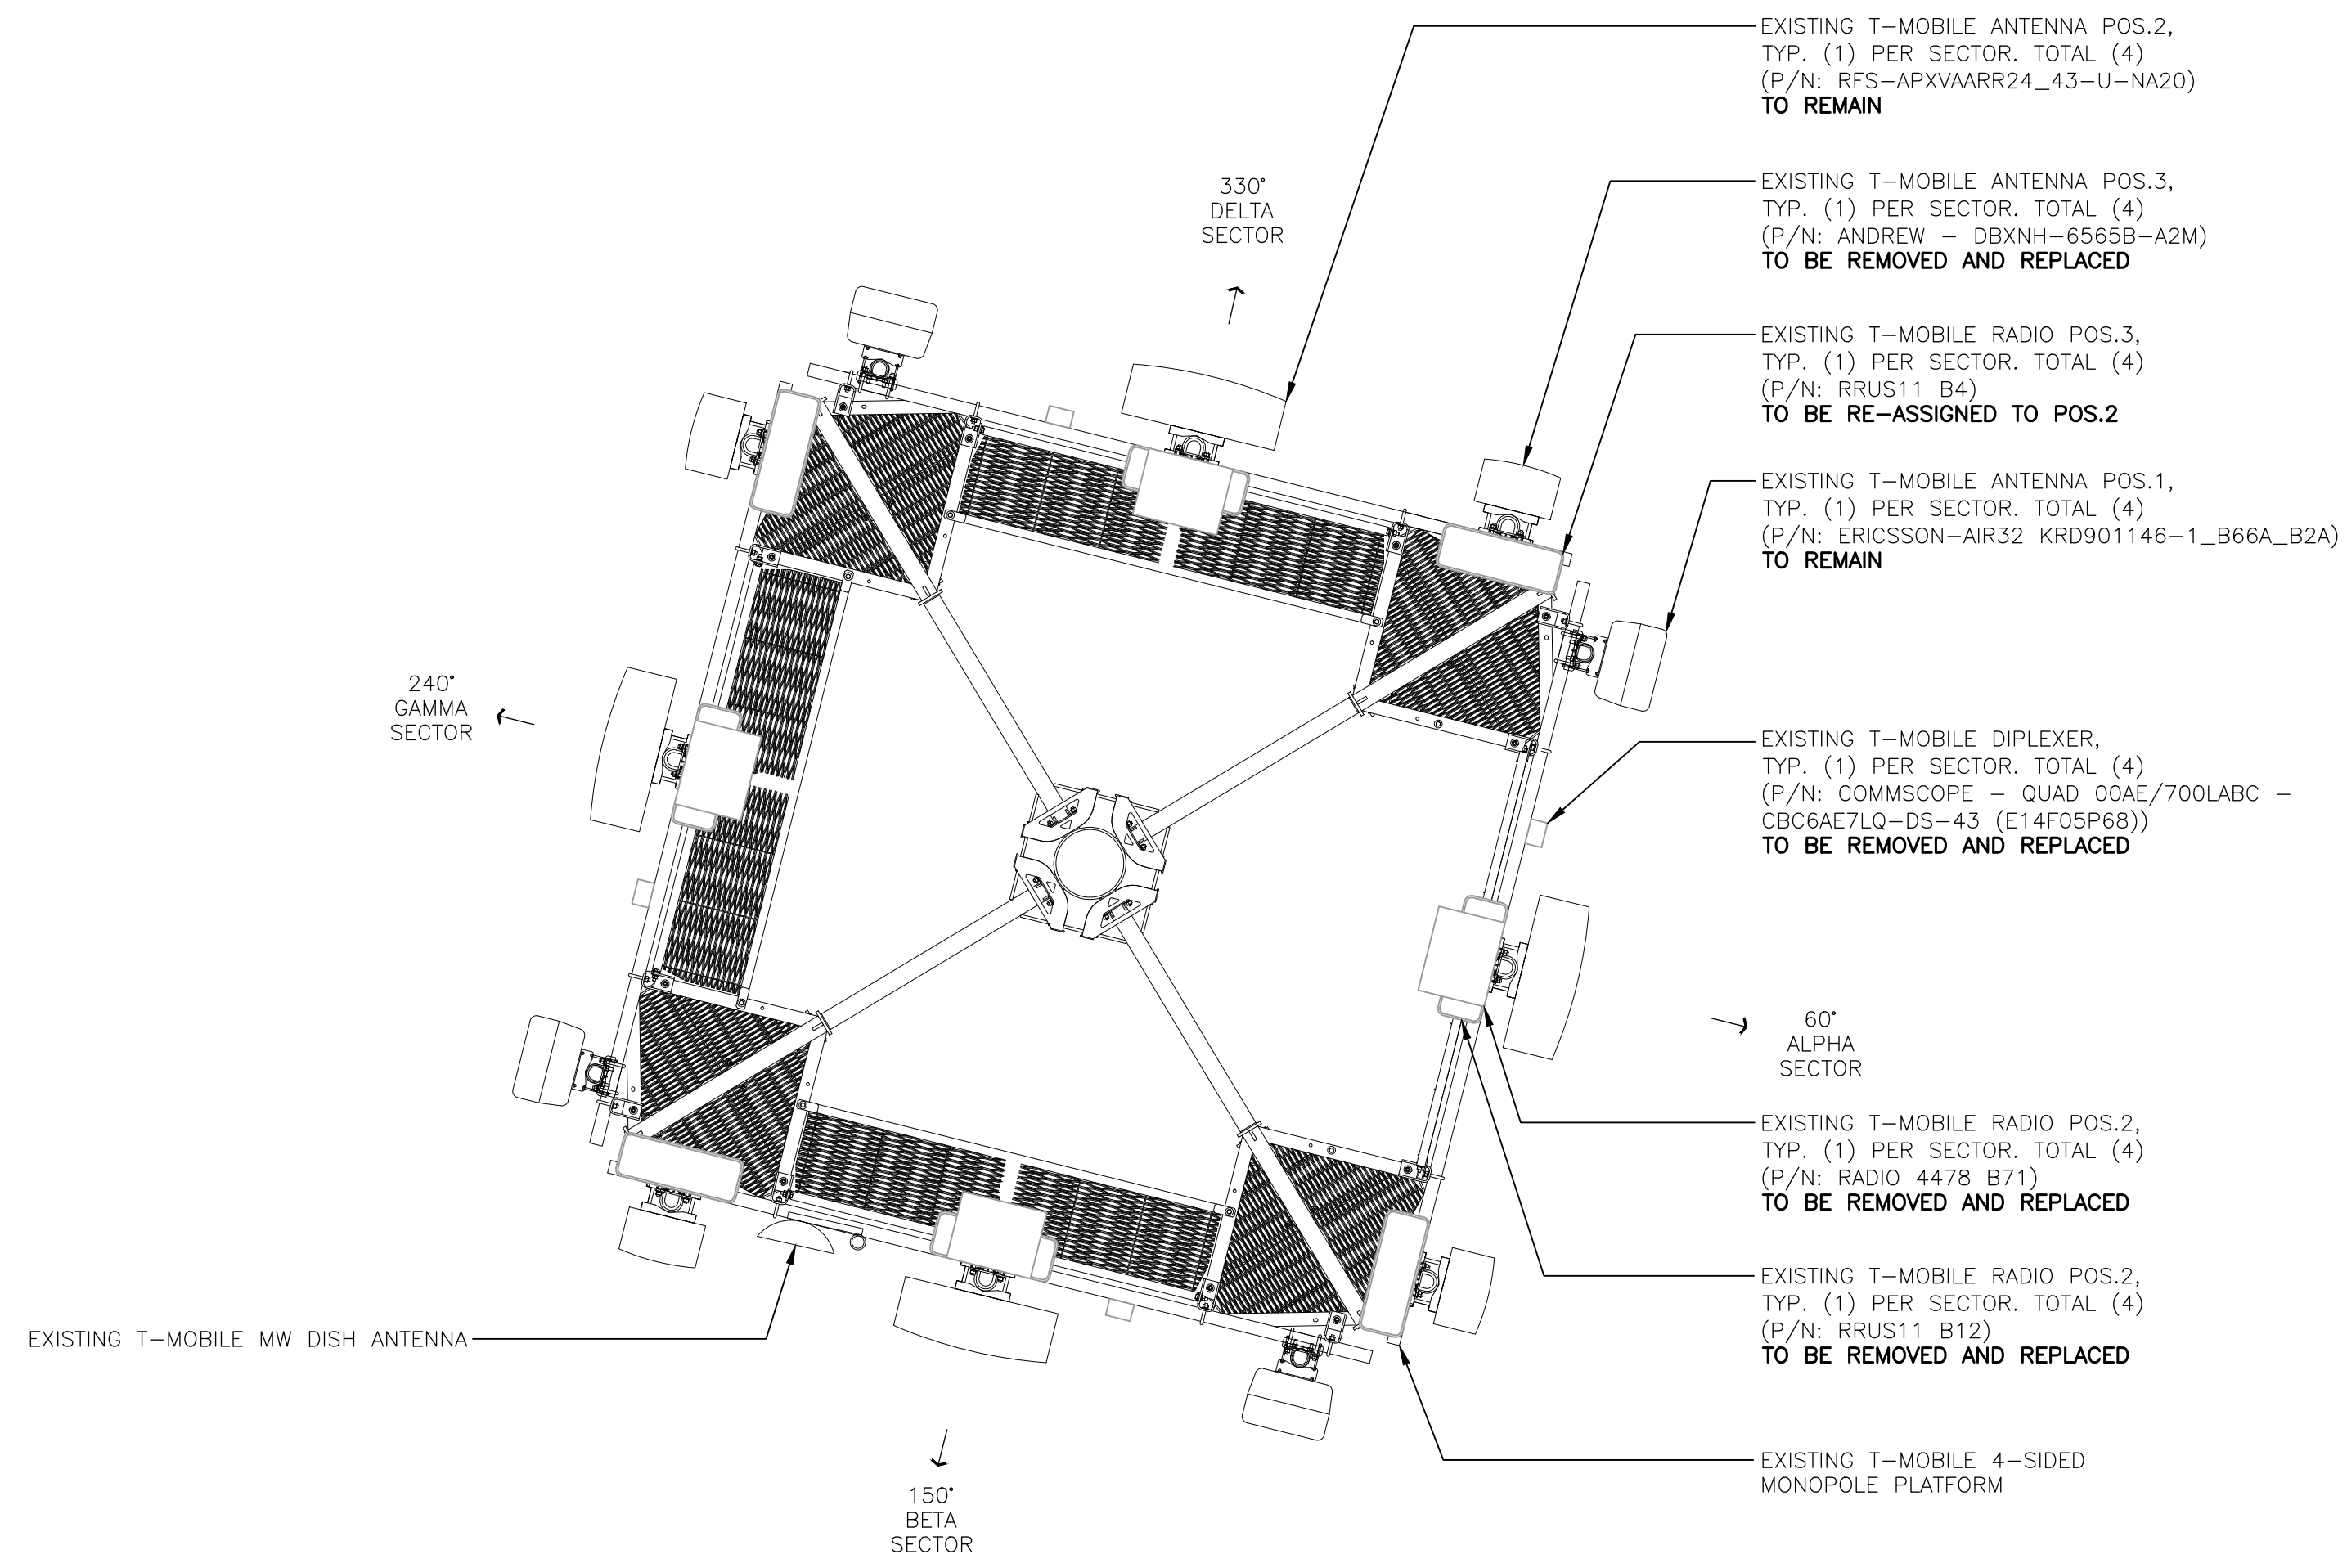 EXISTING T-MOBILE ANTENNA POS.2,
TYP. (1) PER SECTOR. TOTAL (4)
(P/N: RFS-APXVAARR24_43-U-NA20)
TO REMAIN
330°
DELTA
SECTOR
EXISTING T-MOBILE ANTENNA POS.3,
TYP. (1) PER SECTOR. TOTAL (4)
(P/N: ANDREW - DBXNH-6565B-A2M)
TO BE REMOVED AND REPLACED
EXISTING T-MOBILE RADIO POS.3,
TYP. (1) PER SECTOR. TOTAL (4)
(P/N: RRUS11 B4)
TO BE RE-ASSIGNED TO POS.2
EXISTING T-MOBILE ANTENNA POS.1,
TYP. (1) PER SECTOR. TOTAL (4)
(P/N: ERICSSON-AIR32 KRD901146-1_B66A_B2A)
TO REMAIN
240°
GAMMA
SECTOR
EXISTING T-MOBILE DIPLEXER,
TYP. (1) PER SECTOR. TOTAL (4)
(P/N: COMMSCOPE - QUAD 00AE/700LABC -
CBC6AE7LQ-DS-43 (E14F05P68))
TO BE REMOVED AND REPLACED
60°
ALPHA
SECTOR
EXISTING T-MOBILE RADIO POS.2,
TYP. (1) PER SECTOR. TOTAL (4)
(P/N: RADIO 4478 B71)
TO BE REMOVED AND REPLACED
EXISTING T-MOBILE RADIO POS.2,
TYP. (1) PER SECTOR. TOTAL (4)
(P/N: RRUS11 B12)
TO BE REMOVED AND REPLACED
EXISTING T-MOBILE MW DISH ANTENNA
EXISTING T-MOBILE 4-SIDED
MONOPOLE PLATFORM
150°
BETA
SECTOR